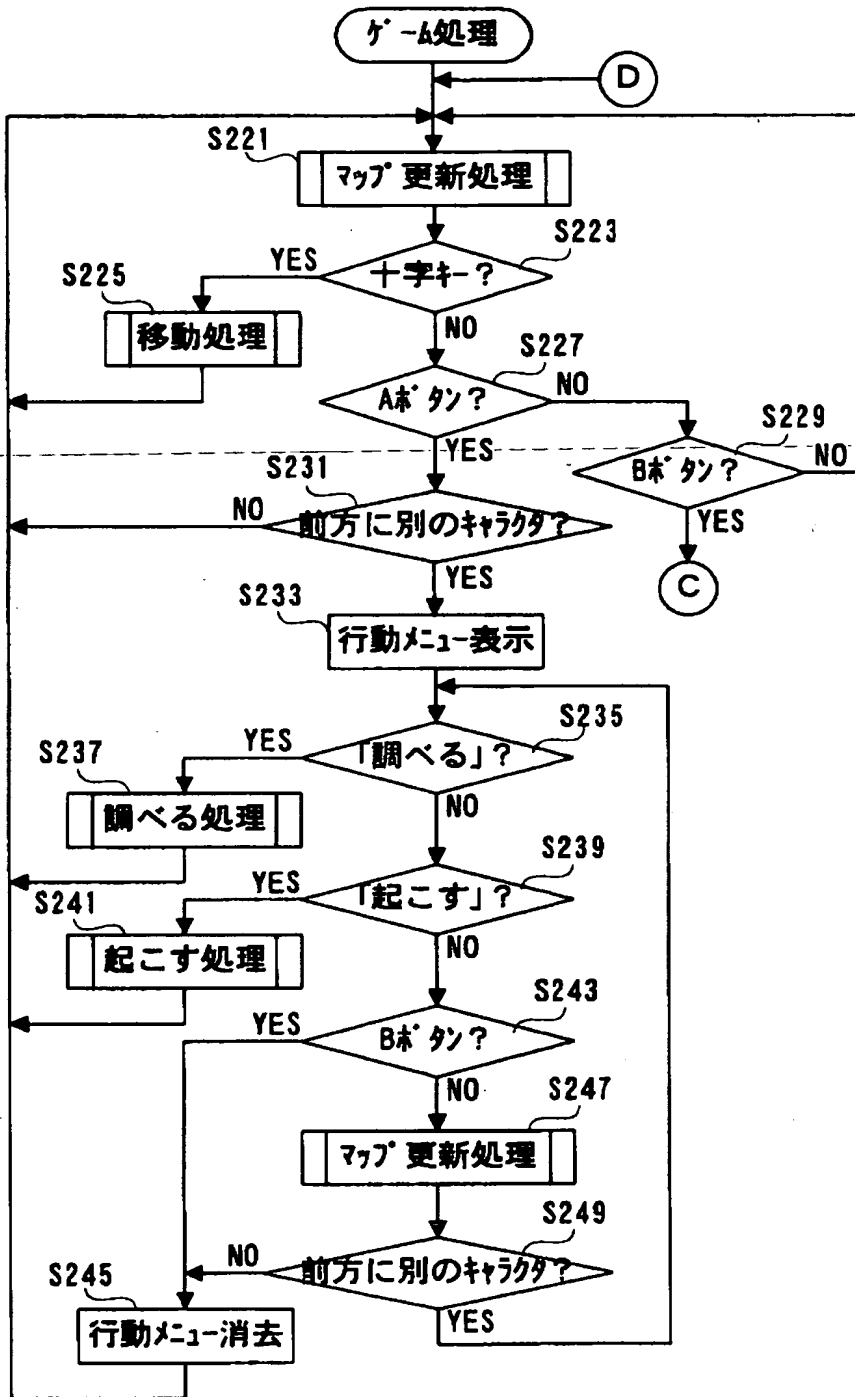 ゲーム処理
D
S221
マップ更新処理
S223
十字キー?
YES
S225
移動処理
NO
S227
Aボタン?
NO
S229
Bボタン?
NO
YES
C
YES
S231
前方に別のキャラクタ?
NO
YES
S233
行動メニュー表示
S235
「調べる」?
YES
S237
調べる処理
NO
S239
「起こす」?
YES
S241
起こす処理
NO
S243
Bボタン?
YES
NO
S247
マップ更新処理
S249
前方に別のキャラクタ?
NO
YES
S245
行動メニュー消去